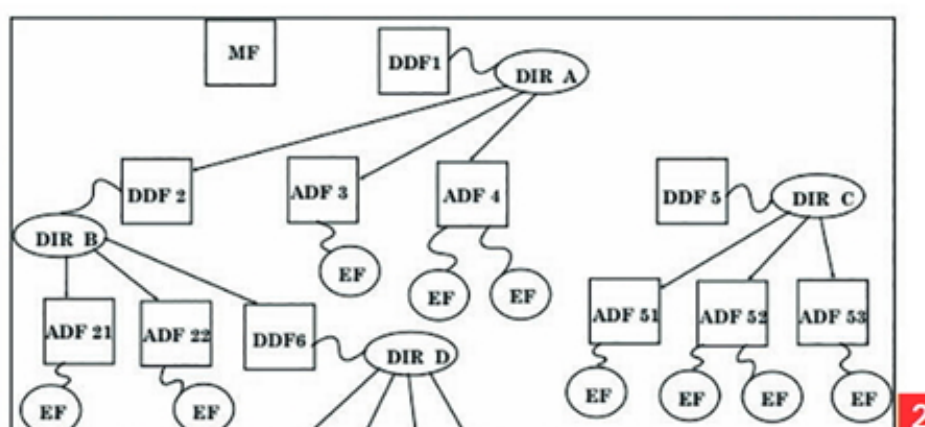 MF
DDF1
DIR A
DDF 2
ADF 3
ADF 4
DDF 5
DIR C
DIR B
EF
EF
EF
ADF 21
ADF 22
DDF6
DIR D
ADF 51
ADF 52
ADF 53
EF
EF
EF
EF
EF
EF
2